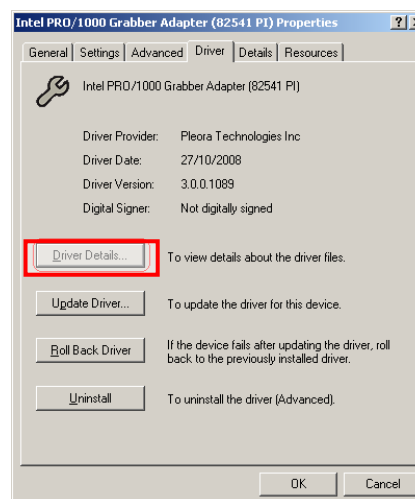 Intel PRO/1000 Grabber Adapter (82541 PI) Properties
General Settings Advanced Driver Details Resources
Intel PRO/1000 Grabber Adapter (82541 PI)
Driver Provider: Pleora Technologies Inc
Driver Date: 27/10/2008
Driver Version: 3.0.0.1089
Digital Signer: Not digitally signed
Driver Details... To view details about the driver files.
Update Driver... To update the driver for this device.
Roll Back Driver If the device fails after updating the driver, roll
back to the previously installed driver.
Uninstall To uninstall the driver (Advanced).
OK Cancel